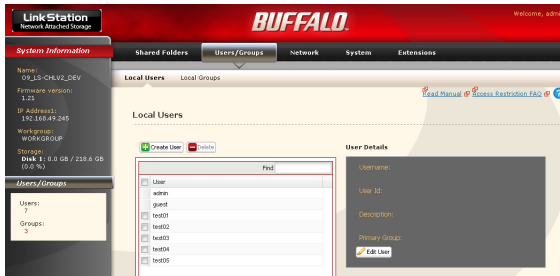 LinkStation
Network Attached Storage
BUFFALO
Welcome, adm
System Information
Shared Folders
Users/Groups
Network
System
Extensions
Local Users
Local Groups
Name:
09_LS-CHLV2_DEV
Firmware version:
1.21
IP Address1:
192.168.49.245
Workgroup:
WORKGROUP
Storage:
Disk 1: 0.0 GB / 218.6 GB
(0.0 %)
Users/Groups
Users:
7
Groups:
3
Read Manual
Access Restriction FAQ
?
Local Users
Create User
Delete
Find
User
admin
guest
test01
test02
test03
test04
test05
User Details
Username:
User Id:
Description:
Primary Group:
Edit User